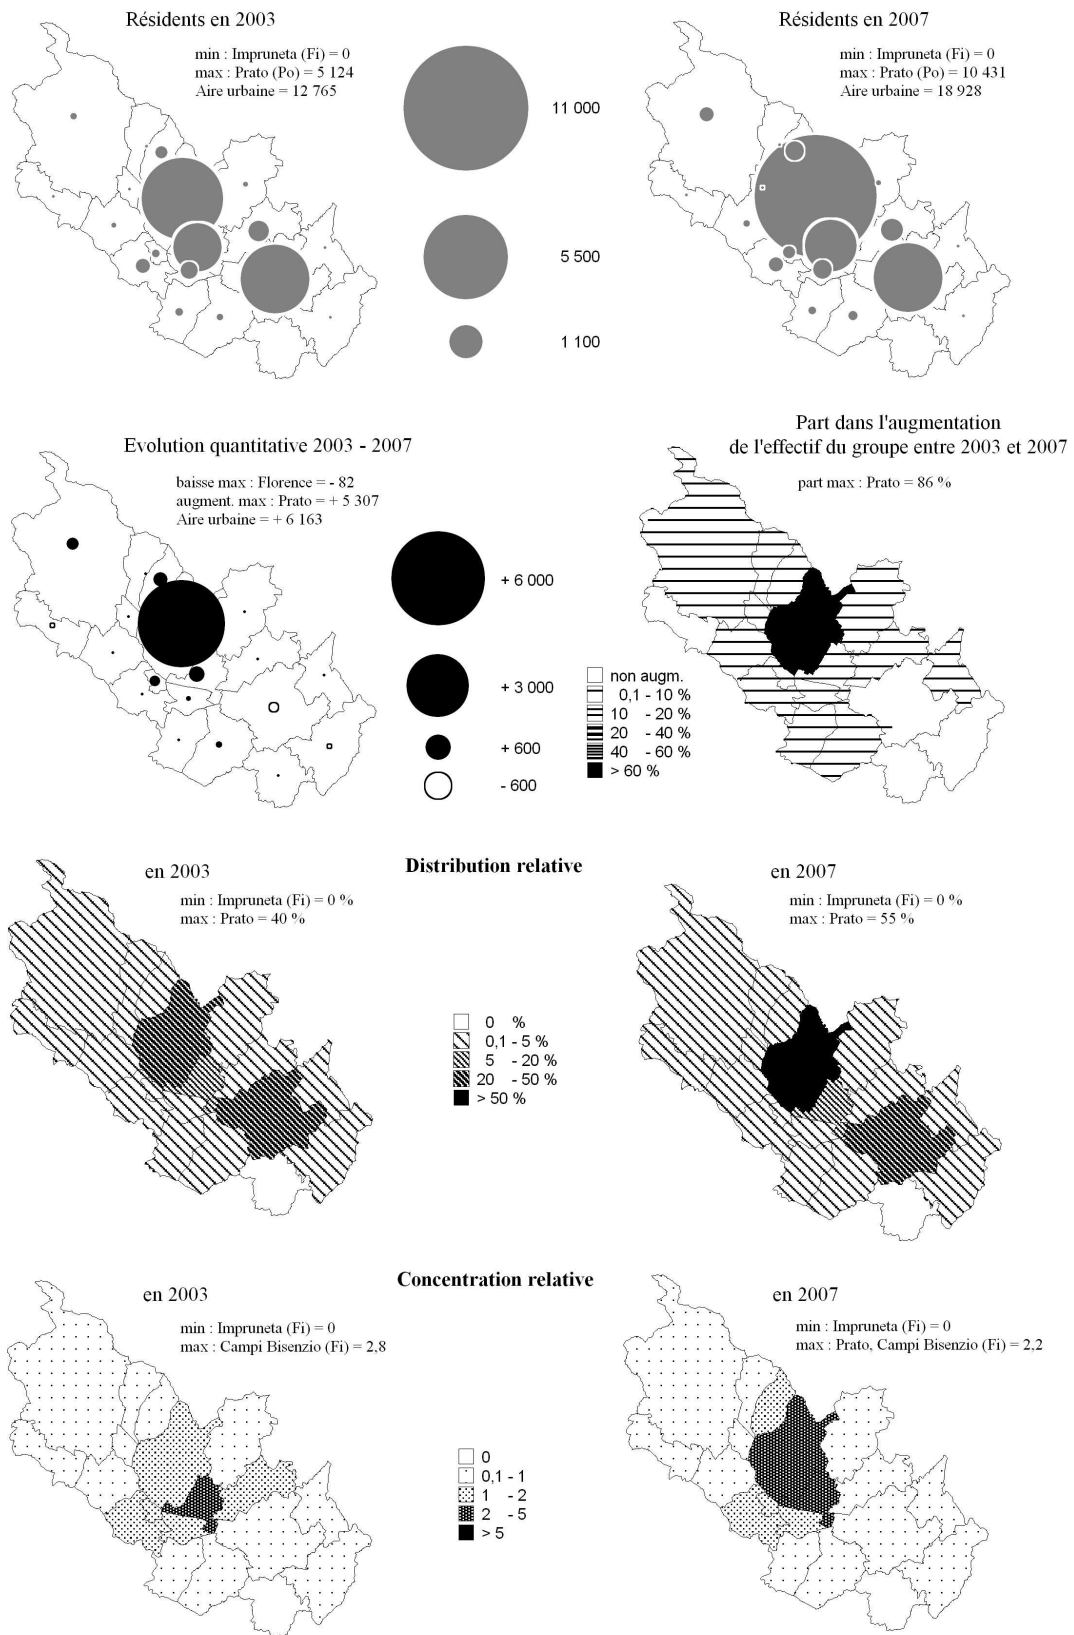 Résidents en 2003
min : Impruneta (Fi) = 0
max : Prato (Po) = 5 124
Aire urbaine = 12 765
11 000
5 500
1 100
Résidents en 2007
min : Impruneta (Fi) = 0
max : Prato (Po) = 10 431
Aire urbaine = 18 928
Evolution quantitative 2003 - 2007
baisse max : Florence = - 82
augment. max : Prato = + 5 307
Aire urbaine = + 6 163
+ 6 000
+ 3 000
+ 600
- 600
Part dans l'augmentation
de l'effectif du groupe entre 2003 et 2007
part max : Prato = 86 %
non augm.
0,1 - 10 %
10 - 20 %
20 - 40 %
40 - 60 %
> 60 %
Distribution relative
en 2003
min : Impruneta (Fi) = 0 %
max : Prato = 40 %
0 %
0,1 - 5 %
5 - 20 %
20 - 50 %
> 50 %
en 2007
min : Impruneta (Fi) = 0 %
max : Prato = 55 %
Concentration relative
en 2003
min : Impruneta (Fi) = 0
max : Campi Bisenzio (Fi) = 2,8
0
0,1 - 1
1 - 2
2 - 5
> 5
en 2007
min : Impruneta (Fi) = 0
max : Prato, Campi Bisenzio (Fi) = 2,2